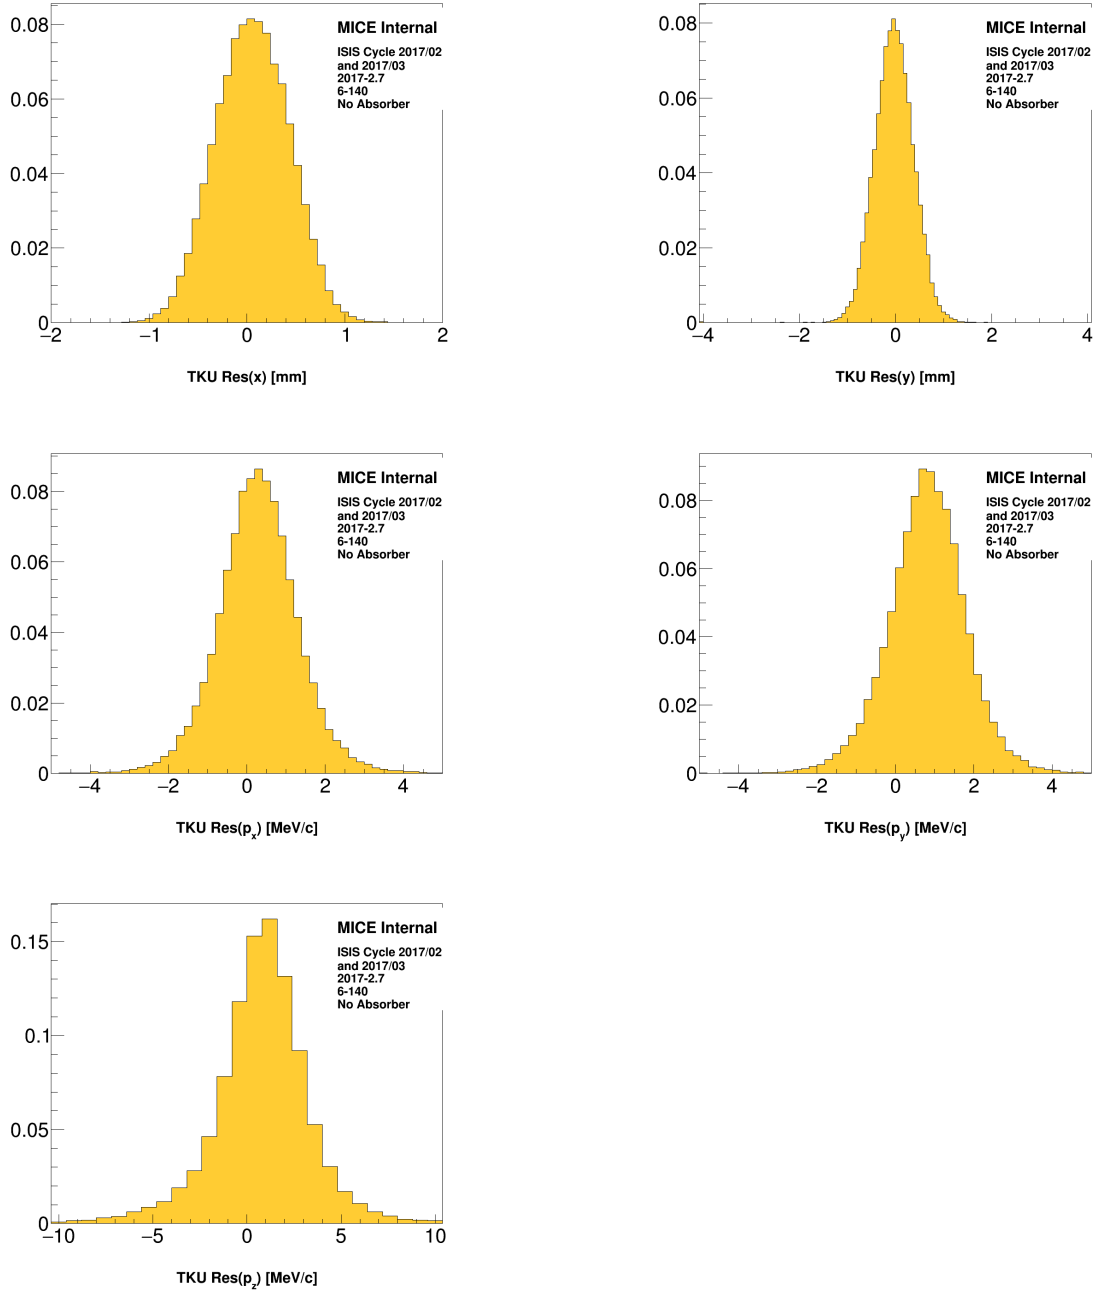 0.08
0.06
0.04
0.02
0
−2
−1
0
1
2
MICE Internal
ISIS Cycle 2017/02
and 2017/03
2017-2.7
6-140
No Absorber
TKU Res(x) [mm]
0.08
0.06
0.04
0.02
0
−4
−2
0
2
4
MICE Internal
ISIS Cycle 2017/02
and 2017/03
2017-2.7
6-140
No Absorber
TKU Res(y) [mm]
0.08
0.06
0.04
0.02
0
−4
−2
0
2
4
MICE Internal
ISIS Cycle 2017/02
and 2017/03
2017-2.7
6-140
No Absorber
TKU Res(px) [MeV/c]
0.08
0.06
0.04
0.02
0
−4
−2
0
2
4
MICE Internal
ISIS Cycle 2017/02
and 2017/03
2017-2.7
6-140
No Absorber
TKU Res(py) [MeV/c]
0.15
0.1
0.05
0
−10
−5
0
5
10
MICE Internal
ISIS Cycle 2017/02
and 2017/03
2017-2.7
6-140
No Absorber
TKU Res(pz) [MeV/c]